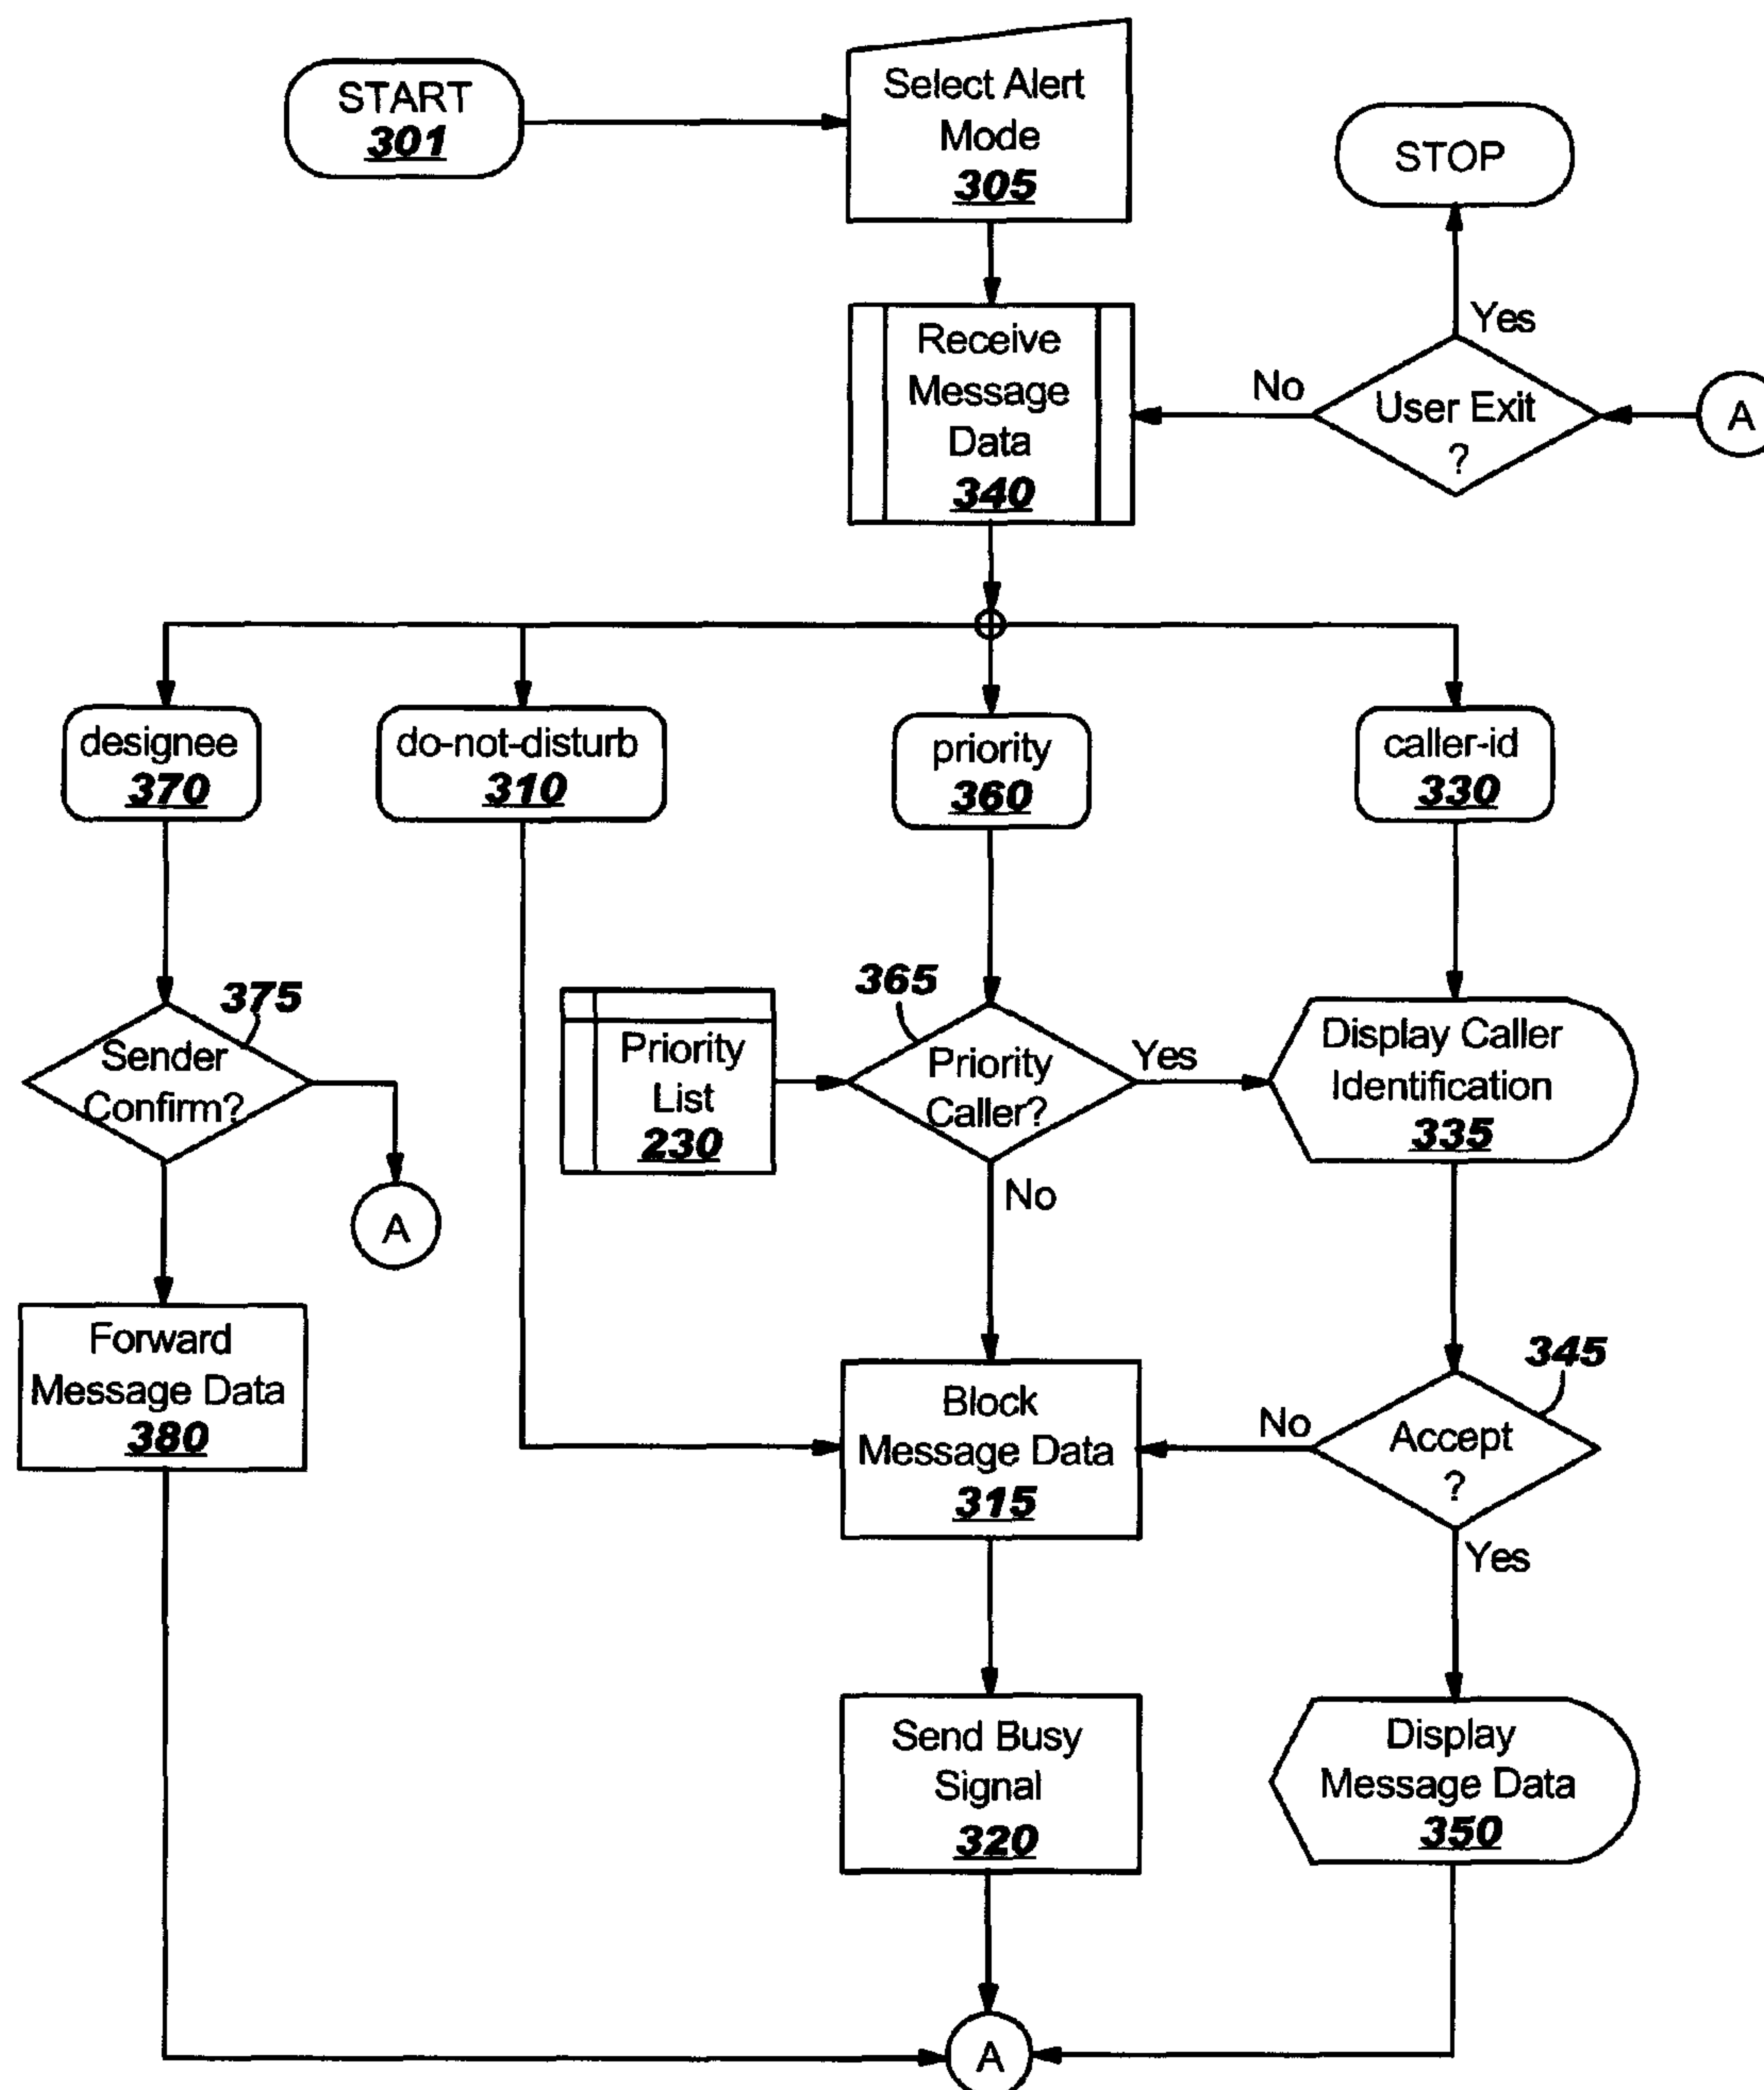 START
301
Select Alert
Mode
305
STOP
Yes
Receive
Message
Data
340
No
User Exit
?
A
designee
370
do-not-disturb
310
priority
360
caller-id
330
375
Sender
Confirm?
A
Priority
List
230
365
Priority
Caller?
Yes
No
Display Caller
Identification
335
Forward
Message Data
380
Block
Message Data
315
No
345
Accept
?
Yes
Send Busy
Signal
320
Display
Message Data
350
A